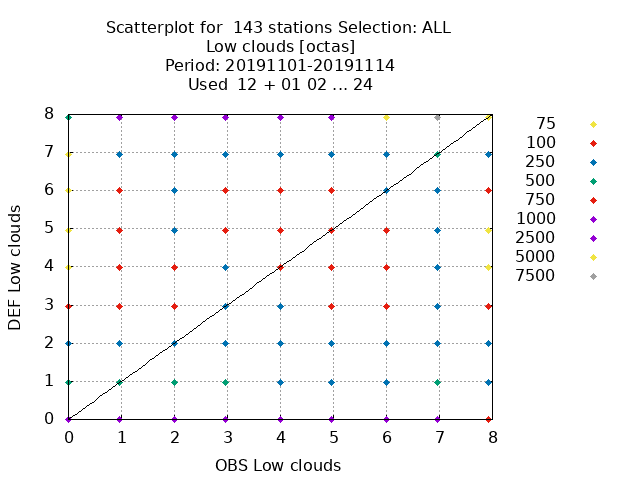 Scatterplot for  143 stations Selection: ALL
Low clouds [octas]
Period: 20191101-20191114
Used  12 + 01 02 ... 24
8
7
6
5
4
3
2
1
0
DEF Low clouds
0 1 2 3 4 5 6 7 8
OBS Low clouds
75
100
250
500
750
1000
2500
5000
7500